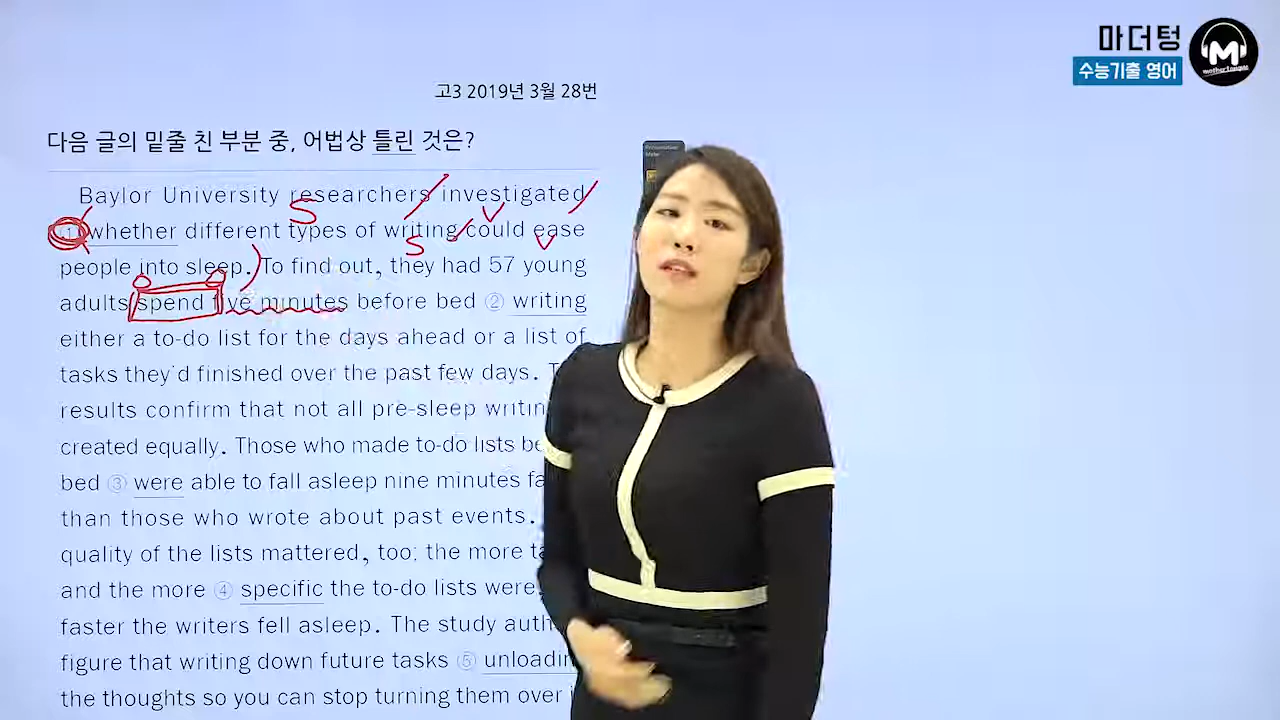 마더텅
수능기출 영어
M
mother tongue
고3 2019년 3월 28번
다음 글의 밑줄 친 부분 중, 어법상 틀린 것은?
Baylor University researchers investigated
① whether different types of writing could ease
people into sleep. To find out, they had 57 young
adults spend five minutes before bed ② writing
either a to-do list for the days ahead or a list of
tasks they'd finished over the past few days.
results confirm that not all pre-sleep
created equally. Those who made to-do lists
bed ③ were able to fall asleep nine minutes
than those who wrote about past events.
quality of the lists mattered, too: the more
and the more ④ specific the to-do lists were,
faster the writers fell asleep. The study
figure that writing down future tasks ⑤
the thoughts so you can stop turning them over